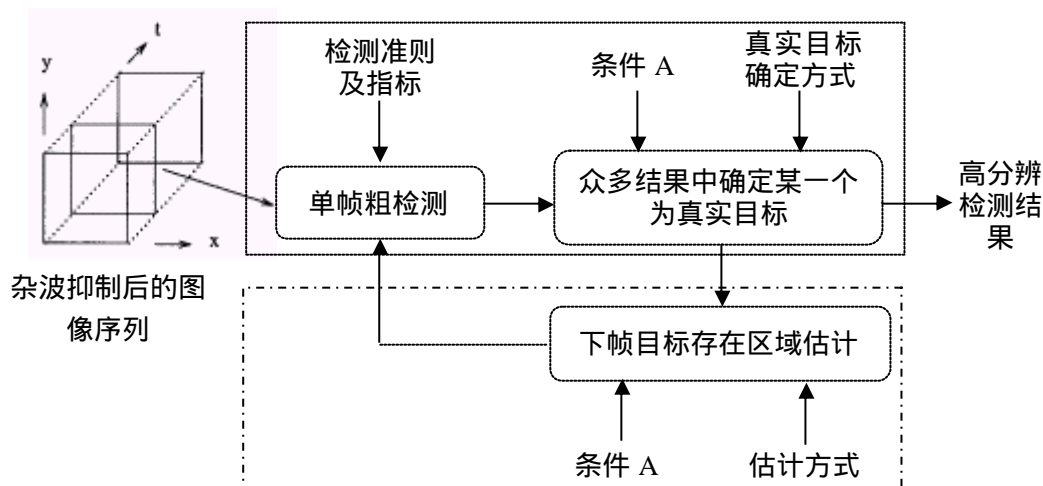 t
y
x
杂波抑制后的图
像序列
检测准则
及指标
条件 A
真实目标
确定方式
单帧粗检测
众多结果中确定某一个
为真实目标
高分辨
检测结
果
下帧目标存在区域估计
条件 A
估计方式